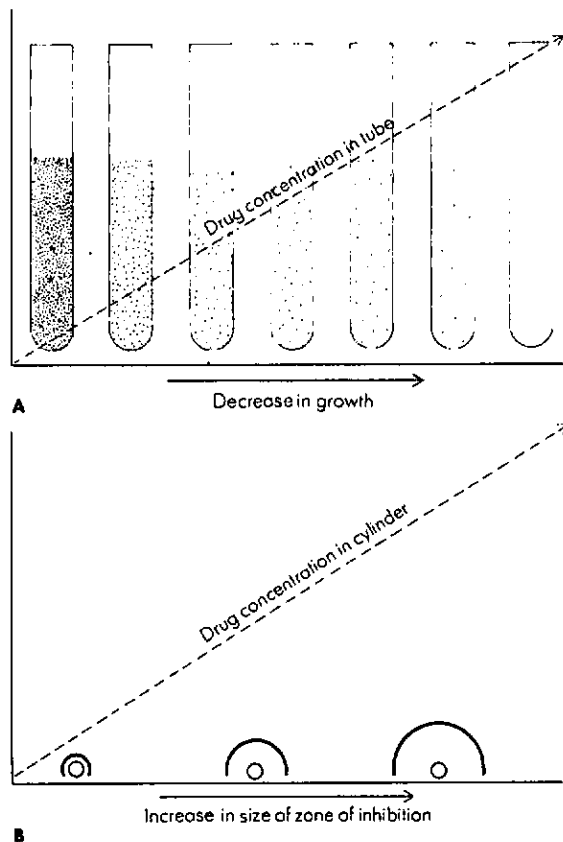 Drug concentration in tube
Decrease in growth
A
Drug concentration in cylinder
Increase in size of zone of inhibition
B